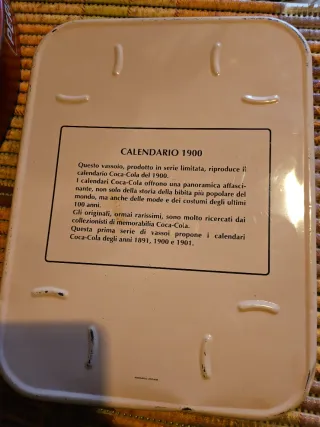 CALENDARIO 1900
Questo vassoio, prodotto in serie limitata, riproduce il
calendario Coca-Cola del 1900.
I calendari Coca-Cola offrono una panoramica affasci-
nante, non solo della storia della bibita più popolare del
mondo, ma anche delle mode e dei costumi degli ultimi
100 anni.
Gli originali, ormai rarissimi, sono molto ricercati dai
collezionisti di memorabilia Coca-Cola.
Questa prima serie di vassoi propone i calendari
Coca-Cola degli anni 1891, 1900 e 1901.